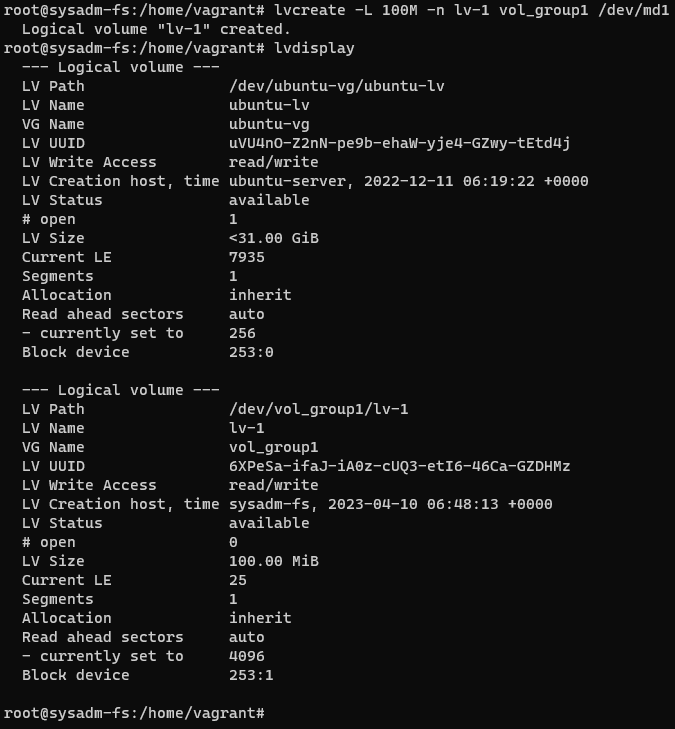 root@sysadm-fs:/home/vagrant# lvcreate -L 100M -n lv-1 vol_group1 /dev/md1
  Logical volume "lv-1" created.
root@sysadm-fs:/home/vagrant# lvdisplay
  --- Logical volume ---
  LV Path                /dev/ubuntu-vg/ubuntu-lv
  LV Name                ubuntu-lv
  VG Name                ubuntu-vg
  LV UUID                uVU4nO-Z2nN-pe9b-ehaW-yje4-GZwy-tEtd4j
  LV Write Access        read/write
  LV Creation host, time ubuntu-server, 2022-12-11 06:19:22 +0000
  LV Status              available
  # open                 1
  LV Size                <31.00 GiB
  Current LE             7935
  Segments               1
  Allocation             inherit
  Read ahead sectors     auto
  - currently set to     256
  Block device           253:0

  --- Logical volume ---
  LV Path                /dev/vol_group1/lv-1
  LV Name                lv-1
  VG Name                vol_group1
  LV UUID                6XPeSa-ifaJ-iA0z-cUQ3-etI6-46Ca-GZDHMz
  LV Write Access        read/write
  LV Creation host, time sysadm-fs, 2023-04-10 06:48:13 +0000
  LV Status              available
  # open                 0
  LV Size                100.00 MiB
  Current LE             25
  Segments               1
  Allocation             inherit
  Read ahead sectors     auto
  - currently set to     4096
  Block device           253:1

root@sysadm-fs:/home/vagrant#